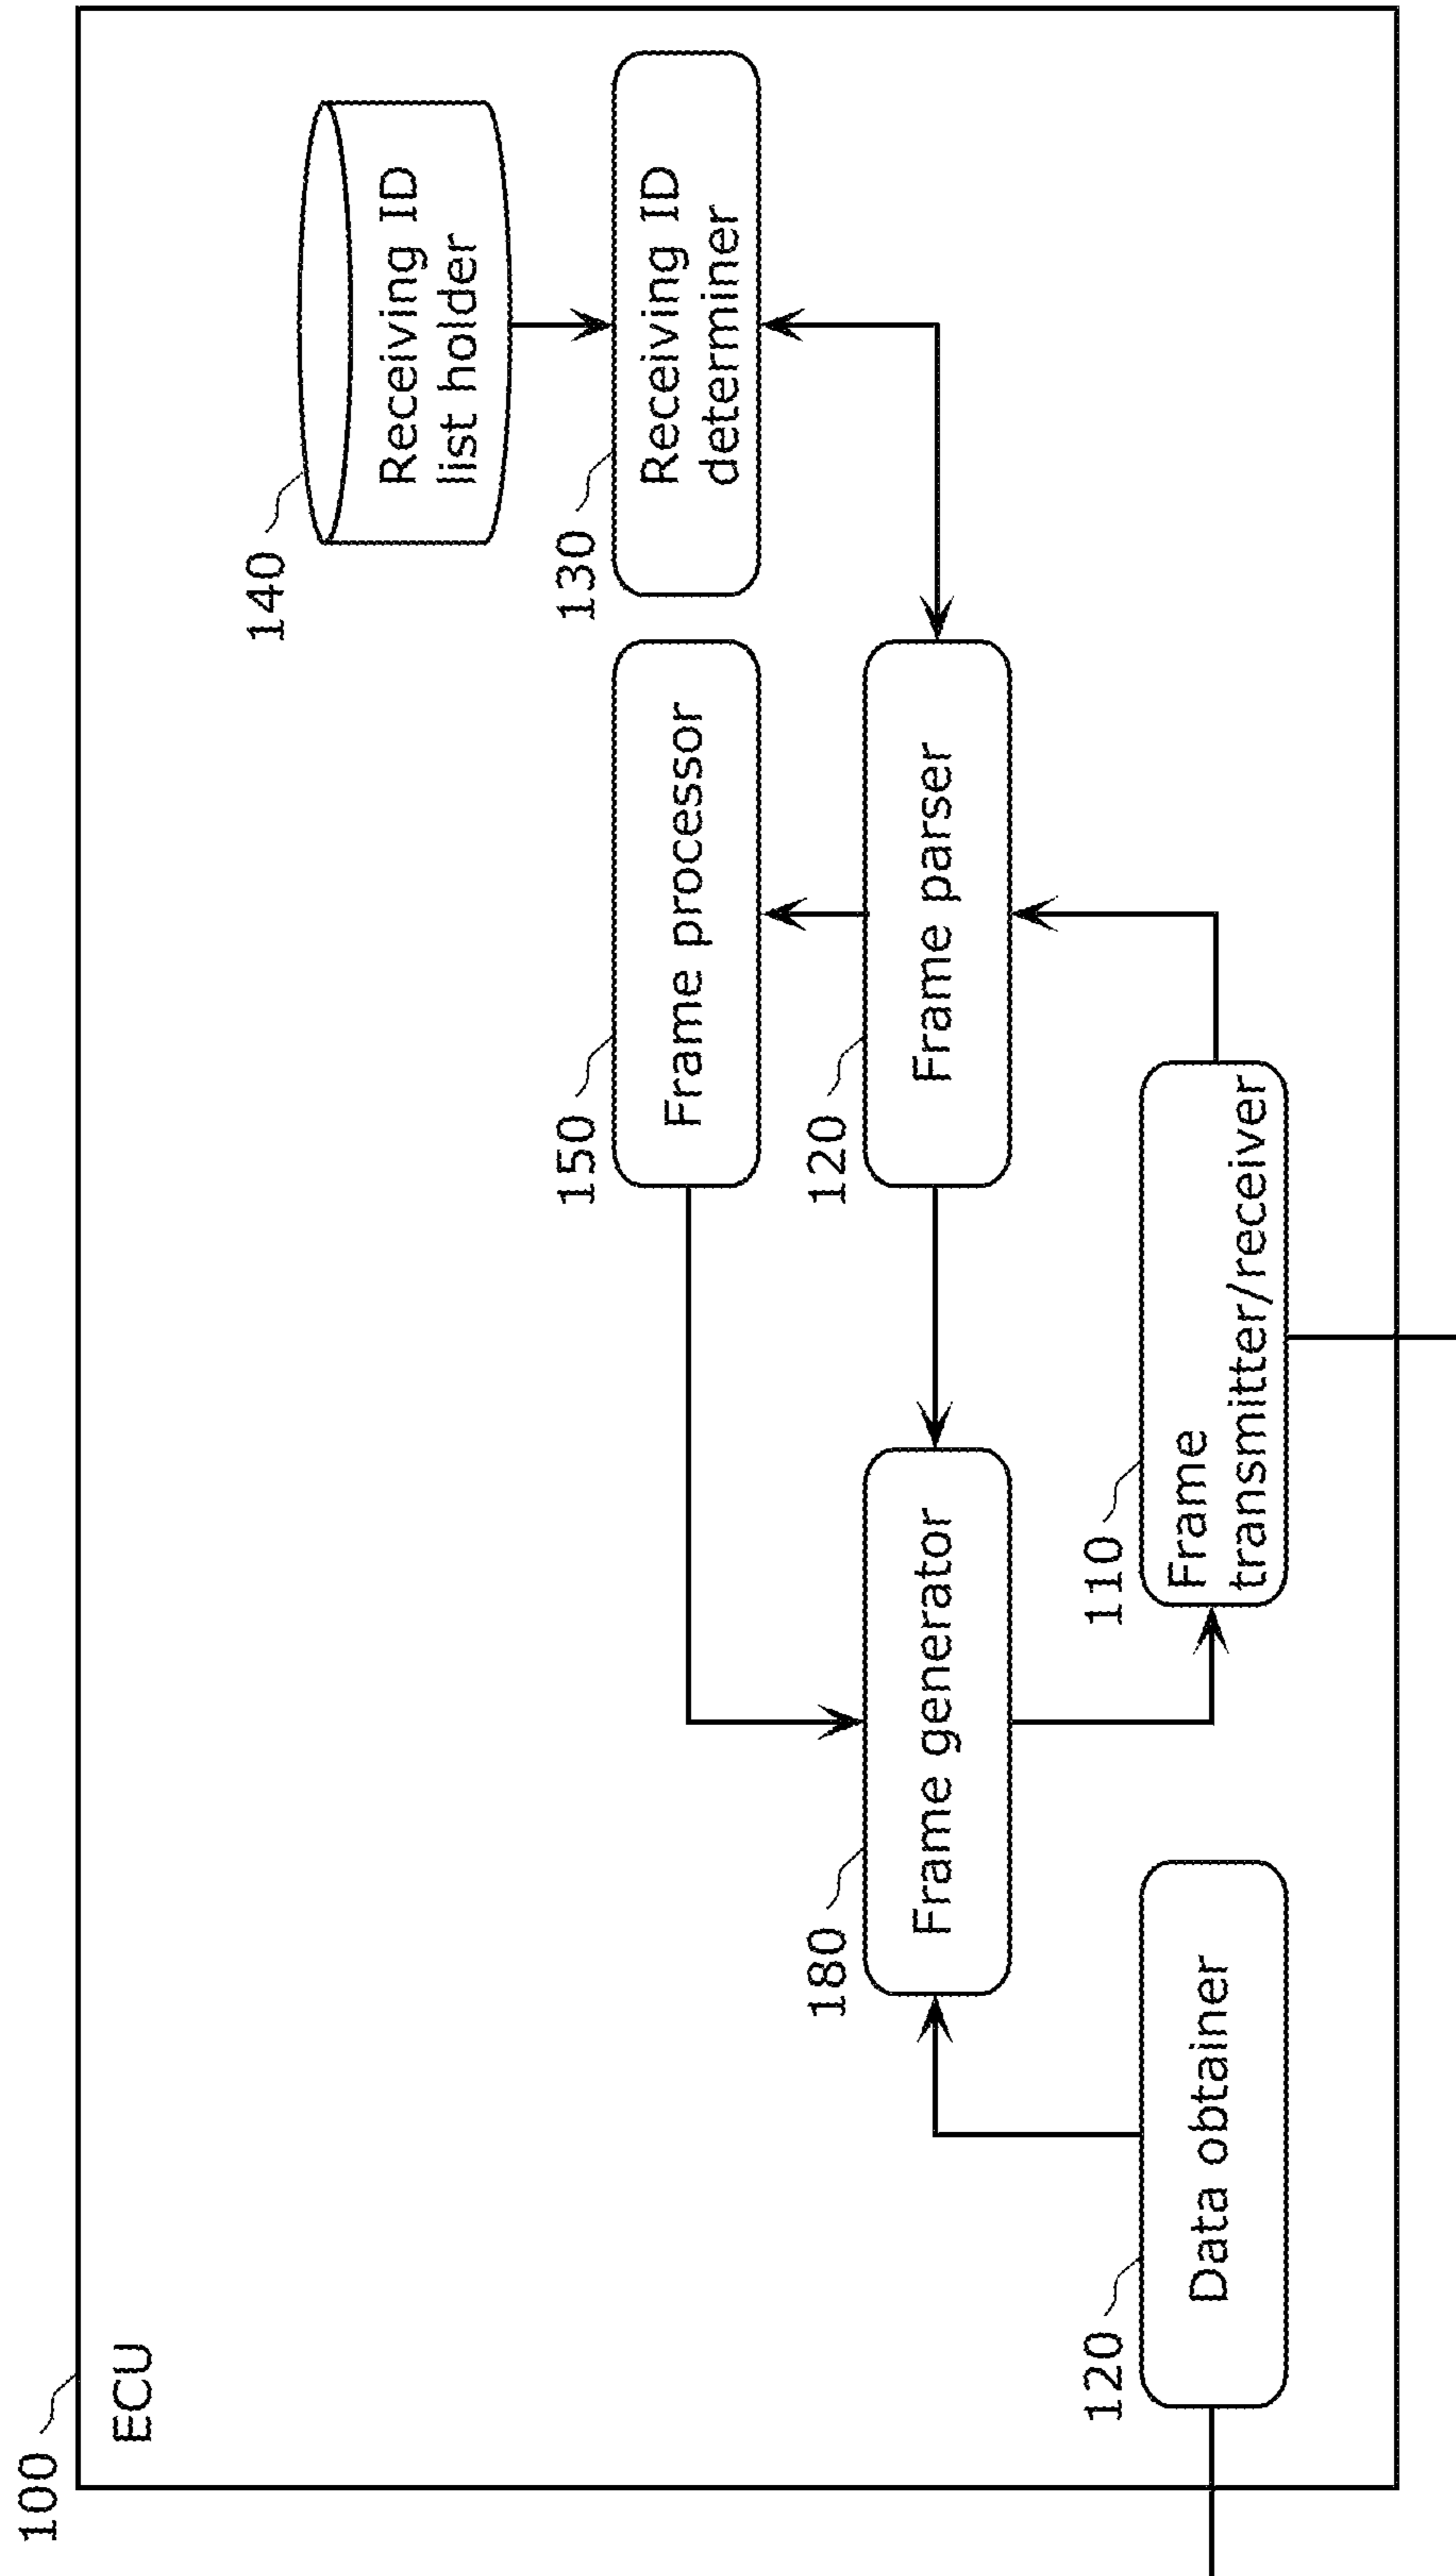 100
ECU
140
Receiving ID
list holder
150
Frame processor
130
Receiving ID
determiner
180
Frame generator
120
Frame parser
120
Data obtainer
110
Frame
transmitter/receiver